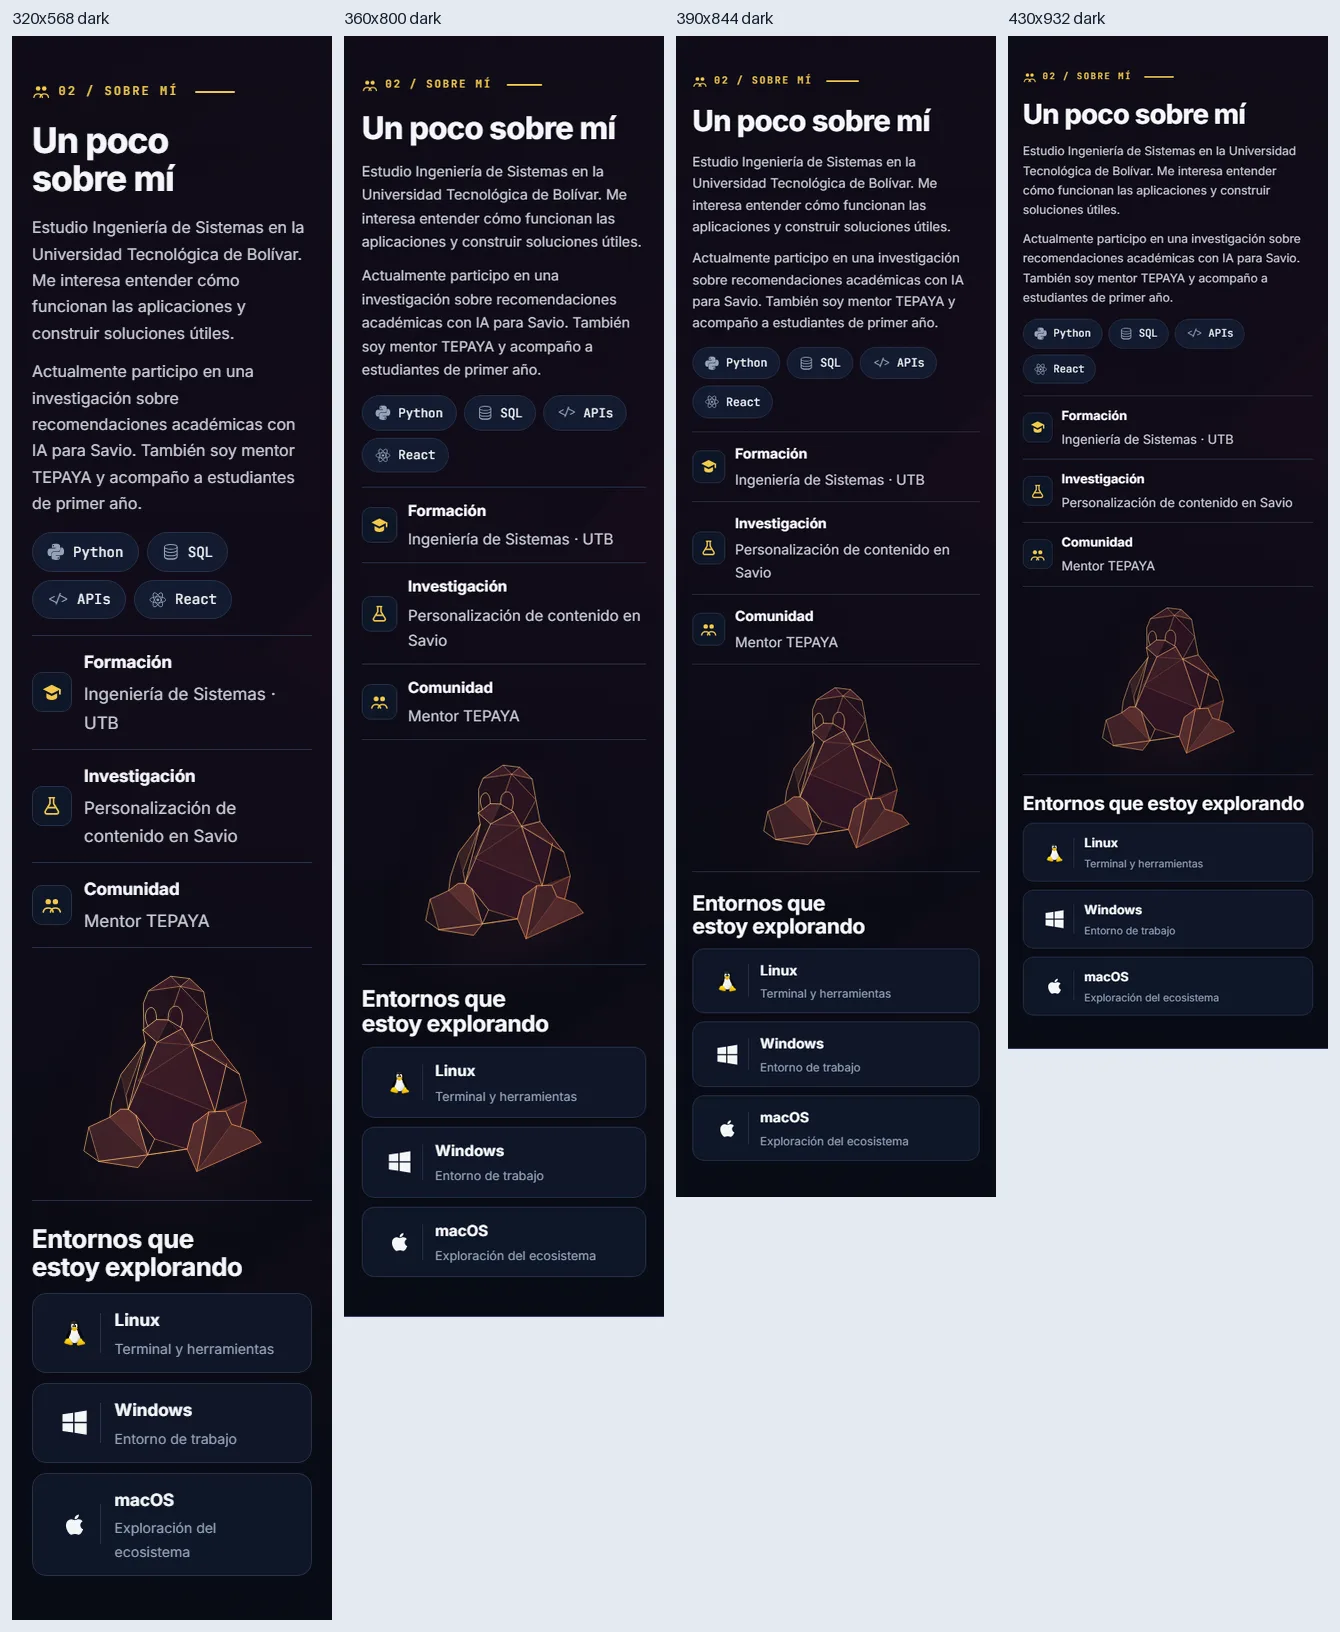 320x568 dark
02 / SOBRE MÍ
Un poco
sobre mí
Estudio Ingeniería de Sistemas en la
Universidad Tecnológica de Bolívar.
Me interesa entender cómo
funcionan las aplicaciones y
construir soluciones útiles.
Actualmente participo en una
investigación sobre
recomendaciones académicas con
IA para Savio. También soy mentor
TEPAYA y acompaño a estudiantes
de primer año.
Python
SQL
</> APIs
React
Formación
Ingeniería de Sistemas ·
UTB
Investigación
Personalización de
contenido en Savio
Comunidad
Mentor TEPAYA
Entornos que
estoy explorando
Linux
Terminal y herramientas
Windows
Entorno de trabajo
macOS
Exploración del
ecosistema
360x800 dark
02 / SOBRE MÍ
Un poco sobre mí
Estudio Ingeniería de Sistemas en la
Universidad Tecnológica de Bolívar. Me
interesa entender cómo funcionan las
aplicaciones y construir soluciones útiles.
Actualmente participo en una
investigación sobre recomendaciones
académicas con IA para Savio. También
soy mentor TEPAYA y acompaño a
estudiantes de primer año.
Python
SQL
</> APIs
React
Formación
Ingeniería de Sistemas · UTB
Investigación
Personalización de contenido en
Savio
Comunidad
Mentor TEPAYA
Entornos que
estoy explorando
Linux
Terminal y herramientas
Windows
Entorno de trabajo
macOS
Exploración del ecosistema
390x844 dark
02 / SOBRE MÍ
Un poco sobre mí
Estudio Ingeniería de Sistemas en la
Universidad Tecnológica de Bolívar. Me
interesa entender cómo funcionan las
aplicaciones y construir soluciones útiles.
Actualmente participo en una investigación
sobre recomendaciones académicas con IA
para Savio. También soy mentor TEPAYA y
acompaño a estudiantes de primer año.
Python
SQL
</> APIs
React
Formación
Ingeniería de Sistemas · UTB
Investigación
Personalización de contenido en
Savio
Comunidad
Mentor TEPAYA
Entornos que
estoy explorando
Linux
Terminal y herramientas
Windows
Entorno de trabajo
macOS
Exploración del ecosistema
430x932 dark
02 / SOBRE MÍ
Un poco sobre mí
Estudio Ingeniería de Sistemas en la Universidad
Tecnológica de Bolívar. Me interesa entender
cómo funcionan las aplicaciones y construir
soluciones útiles.
Actualmente participo en una investigación sobre
recomendaciones académicas con IA para Savio.
También soy mentor TEPAYA y acompaño a
estudiantes de primer año.
Python
SQL
</> APIs
React
Formación
Ingeniería de Sistemas · UTB
Investigación
Personalización de contenido en Savio
Comunidad
Mentor TEPAYA
Entornos que estoy explorando
Linux
Terminal y herramientas
Windows
Entorno de trabajo
macOS
Exploración del ecosistema